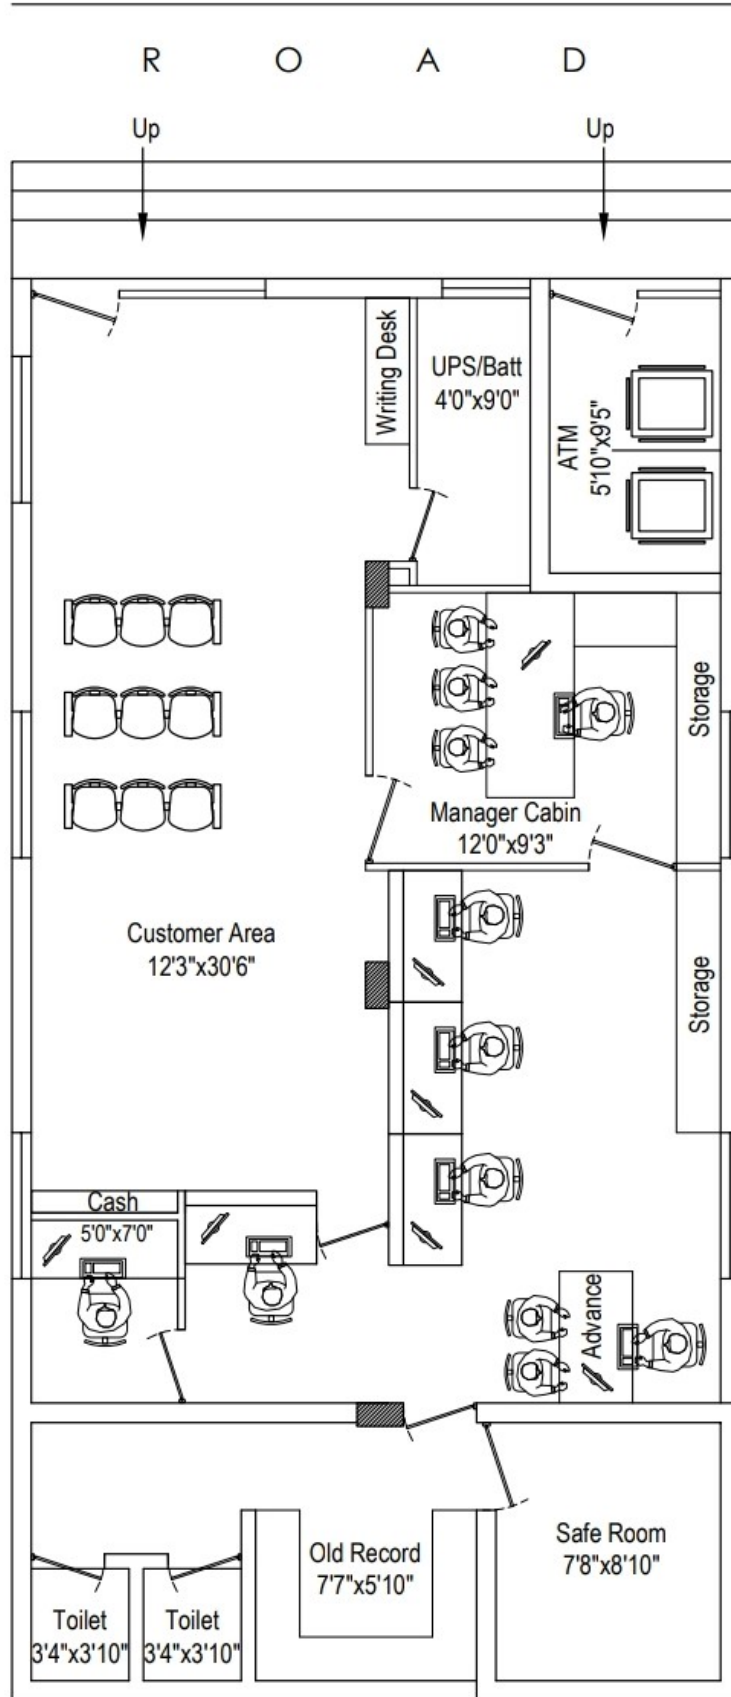 R O A D
Up
Up
Writing Desk
UPS/Batt
4'0"x9'0"
ATM
5'10"x9'5"
Storage
Manager Cabin
12'0"x9'3"
Customer Area
12'3"x30'6"
Storage
Cash
5'0"x7'0"
Advance
Old Record
7'7"x5'10"
Safe Room
7'8"x8'10"
Toilet
3'4"x3'10"
Toilet
3'4"x3'10"